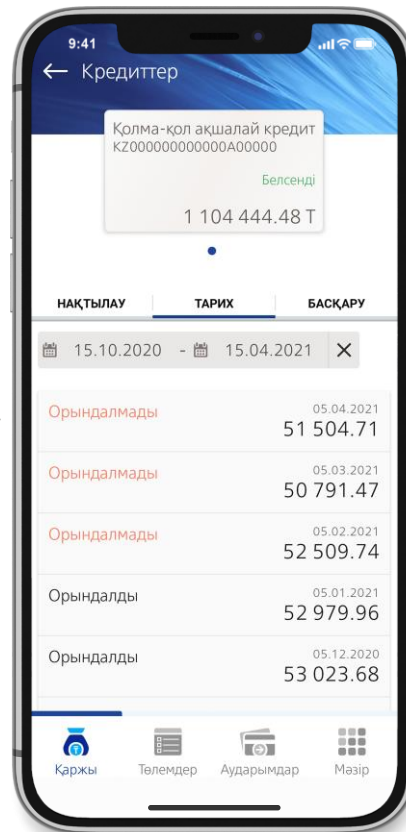 9:41
← Кредиттер
Қолма-қол ақшалай кредит
KZ000000000000A00000
Белсенді
1 104 444.48 T
НАҚТЫЛАУ ТАРИХ БАСҚАРУ
15.10.2020 - 15.04.2021 X
05.04.2021
Орындалмады
51 504.71
05.03.2021
Орындалмады
50 791.47
05.02.2021
Орындалмады
52 509.74
05.01.2021
Орындалды
52 979.96
05.12.2020
Орындалды
53 023.68
Қаржы Төлемдер Аударымдар Мәзір